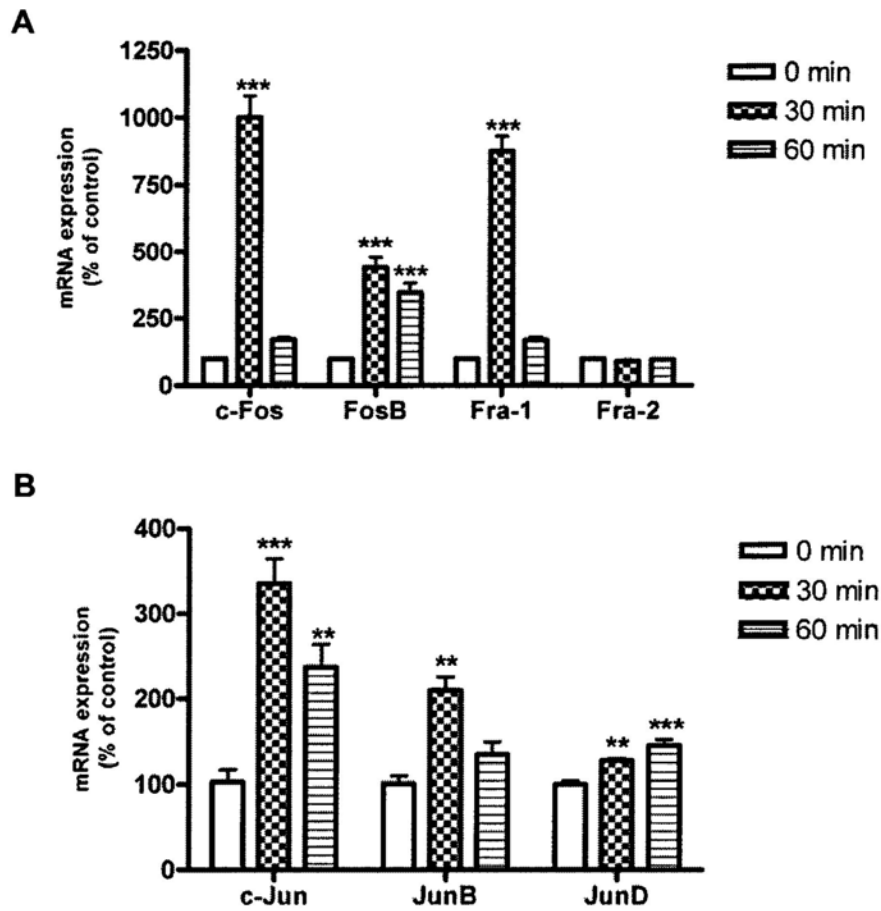 A
1250
1000
750
500
250
0
mRNA expression
(% of control)
***
***
***
***
c-Fos
FosB
Fra-1
Fra-2
0 min
30 min
60 min
B
400
300
200
100
0
mRNA expression
(% of control)
***
**
**
**
***
c-Jun
JunB
JunD
0 min
30 min
60 min